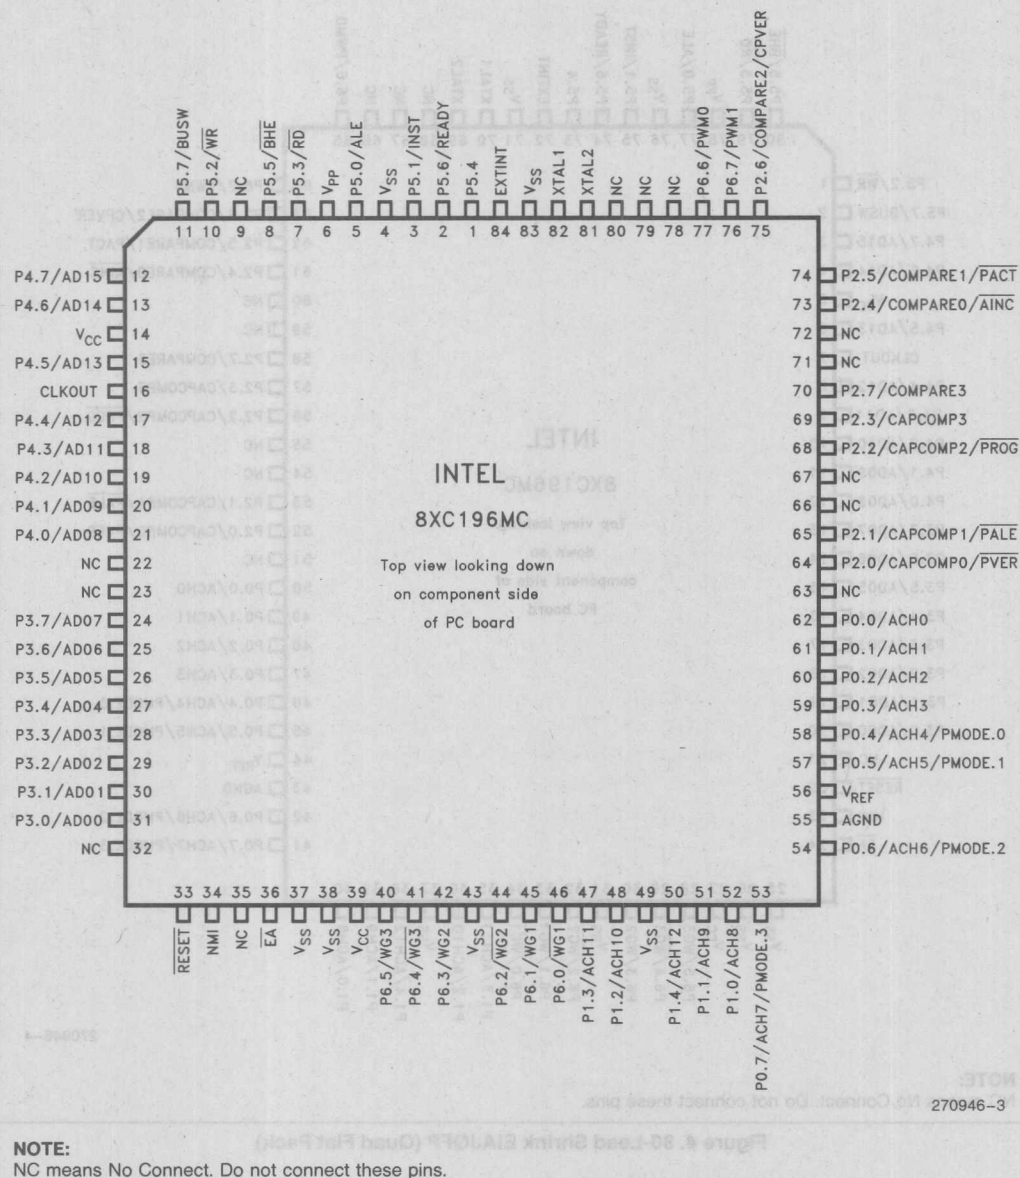 P5.7/BUSW
P5.2/WR
NC
P5.5/BHE
P5.3/RD
VPP
P5.0/ALE
VSS
P5.1/INST
P5.6/READY
P5.4
EXTINT
VSS
XTAL1
XTAL2
NC
NC
NC
P6.6/PWM0
P6.7/PWM1
P2.6/COMPARE2/CPVER
11 10 9 8 7 6 5 4 3 2 1 84 83 82 81 80 79 78 77 76 75
P4.7/AD15 12
P4.6/AD14 13
VCC 14
P4.5/AD13 15
CLKOUT 16
P4.4/AD12 17
P4.3/AD11 18
P4.2/AD10 19
P4.1/AD09 20
P4.0/AD08 21
NC 22
NC 23
P3.7/AD07 24
P3.6/AD06 25
P3.5/AD05 26
P3.4/AD04 27
P3.3/AD03 28
P3.2/AD02 29
P3.1/AD01 30
P3.0/AD00 31
NC 32
INTEL
8XC196MC
Top view looking down
on component side
of PC board
74 P2.5/COMPARE1/PACT
73 P2.4/COMPARE0/AINC
72 NC
71 NC
70 P2.7/COMPARE3
69 P2.3/CAPCOMP3
68 P2.2/CAPCOMP2/PROG
67 NC
66 NC
65 P2.1/CAPCOMP1/PALE
64 P2.0/CAPCOMP0/PVER
63 NC
62 P0.0/ACH0
61 P0.1/ACH1
60 P0.2/ACH2
59 P0.3/ACH3
58 P0.4/ACH4/PMODE.0
57 P0.5/ACH5/PMODE.1
56 VREF
55 AGND
54 P0.6/ACH6/PMODE.2
33 34 35 36 37 38 39 40 41 42 43 44 45 46 47 48 49 50 51 52 53
RESET
NMI
NC
EA
VSS
VSS
VCC
P6.5/WG3
P6.4/WG3
P6.3/WG2
VSS
P6.2/WG2
P6.1/WG1
P6.0/WG1
P1.3/ACH11
P1.2/ACH10
VSS
P1.4/ACH12
P1.1/ACH9
P1.0/ACH8
P0.7/ACH7/PMODE.3
270946-3
NOTE:
NC means No Connect. Do not connect these pins.